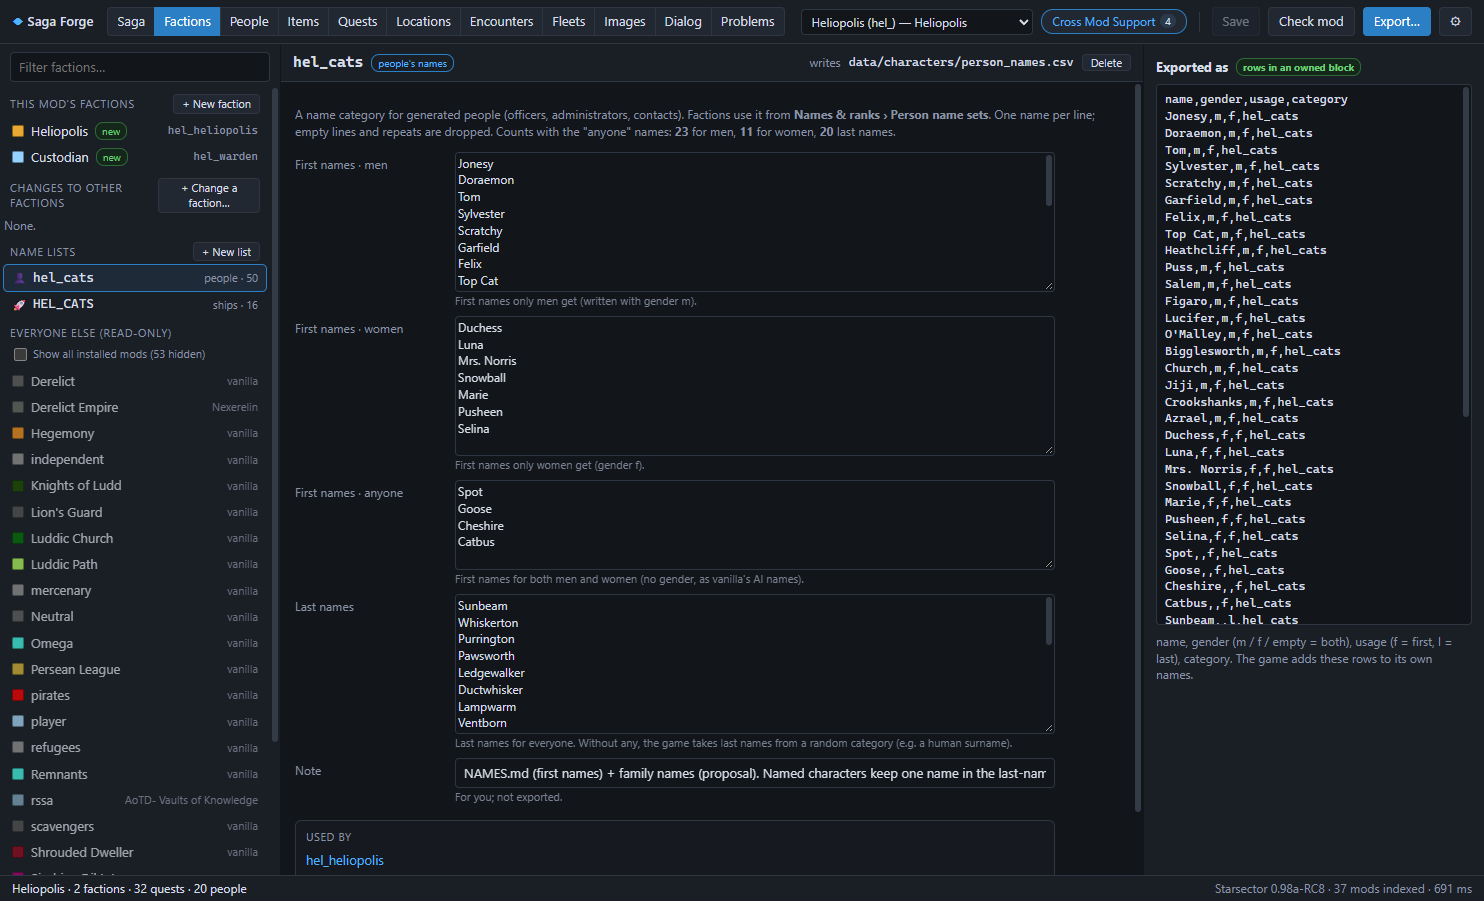 Saga Forge
Saga Factions People Items Quests Locations Encounters Fleets Images Dialog Problems
Heliopolis (hel_) — Heliopolis
Cross Mod Support 4
Save Check mod Export...
Filter factions...
THIS MOD'S FACTIONS + New faction
Heliopolis new hel_heliopolis
Custodian new hel_warden
CHANGES TO OTHER FACTIONS + Change a faction...
None.
NAME LISTS + New list
hel_cats people · 50
HEL_CATS ships · 16
EVERYONE ELSE (READ-ONLY)
Show all installed mods (53 hidden)
Derelict vanilla
Derelict Empire Nexerelin
Hegemony vanilla
independent vanilla
Knights of Ludd vanilla
Lion's Guard vanilla
Luddic Church vanilla
Luddic Path vanilla
mercenary vanilla
Neutral vanilla
Omega vanilla
Persean League vanilla
pirates vanilla
player vanilla
refugees vanilla
Remnants vanilla
rssa AoTD- Vaults of Knowledge
scavengers vanilla
Shrouded Dweller vanilla
hel_cats people's names writes data/characters/person_names.csv Delete
A name category for generated people (officers, administrators, contacts). Factions use it from Names & ranks › Person name sets. One name per line;
empty lines and repeats are dropped. Counts with the "anyone" names: 23 for men, 11 for women, 20 last names.
First names · men
Jonesy
Doraemon
Tom
Sylvester
Scratchy
Garfield
Felix
Top Cat
First names only men get (written with gender m).
First names · women
Duchess
Luna
Mrs. Norris
Snowball
Marie
Pusheen
Selina
First names only women get (gender f).
First names · anyone
Spot
Goose
Cheshire
Catbus
First names for both men and women (no gender, as vanilla's AI names).
Last names
Sunbeam
Whiskerton
Purrington
Pawsworth
Ledgewalker
Ductwhisker
Lampwarm
Ventborn
Last names for everyone. Without any, the game takes last names from a random category (e.g. a human surname).
Note
NAMES.md (first names) + family names (proposal). Named characters keep one name in the last-nam
For you; not exported.
USED BY
hel_heliopolis
Exported as rows in an owned block
name,gender,usage,category
Jonesy,m,f,hel_cats
Doraemon,m,f,hel_cats
Tom,m,f,hel_cats
Sylvester,m,f,hel_cats
Scratchy,m,f,hel_cats
Garfield,m,f,hel_cats
Felix,m,f,hel_cats
Top Cat,m,f,hel_cats
Heathcliff,m,f,hel_cats
Puss,m,f,hel_cats
Salem,m,f,hel_cats
Figaro,m,f,hel_cats
Lucifer,m,f,hel_cats
O'Malley,m,f,hel_cats
Bigglesworth,m,f,hel_cats
Church,m,f,hel_cats
Jiji,m,f,hel_cats
Crookshanks,m,f,hel_cats
Azrael,m,f,hel_cats
Duchess,f,f,hel_cats
Luna,f,f,hel_cats
Mrs. Norris,f,f,hel_cats
Snowball,f,f,hel_cats
Marie,f,f,hel_cats
Pusheen,f,f,hel_cats
Selina,f,f,hel_cats
Spot,,f,hel_cats
Goose,,f,hel_cats
Cheshire,,f,hel_cats
Catbus,,f,hel_cats
Sunbeam,,l,hel_cats
name, gender (m / f / empty = both), usage (f = first, l =
last), category. The game adds these rows to its own
names.
Heliopolis · 2 factions · 32 quests · 20 people
Starsector 0.98a-RC8 · 37 mods indexed · 691 ms